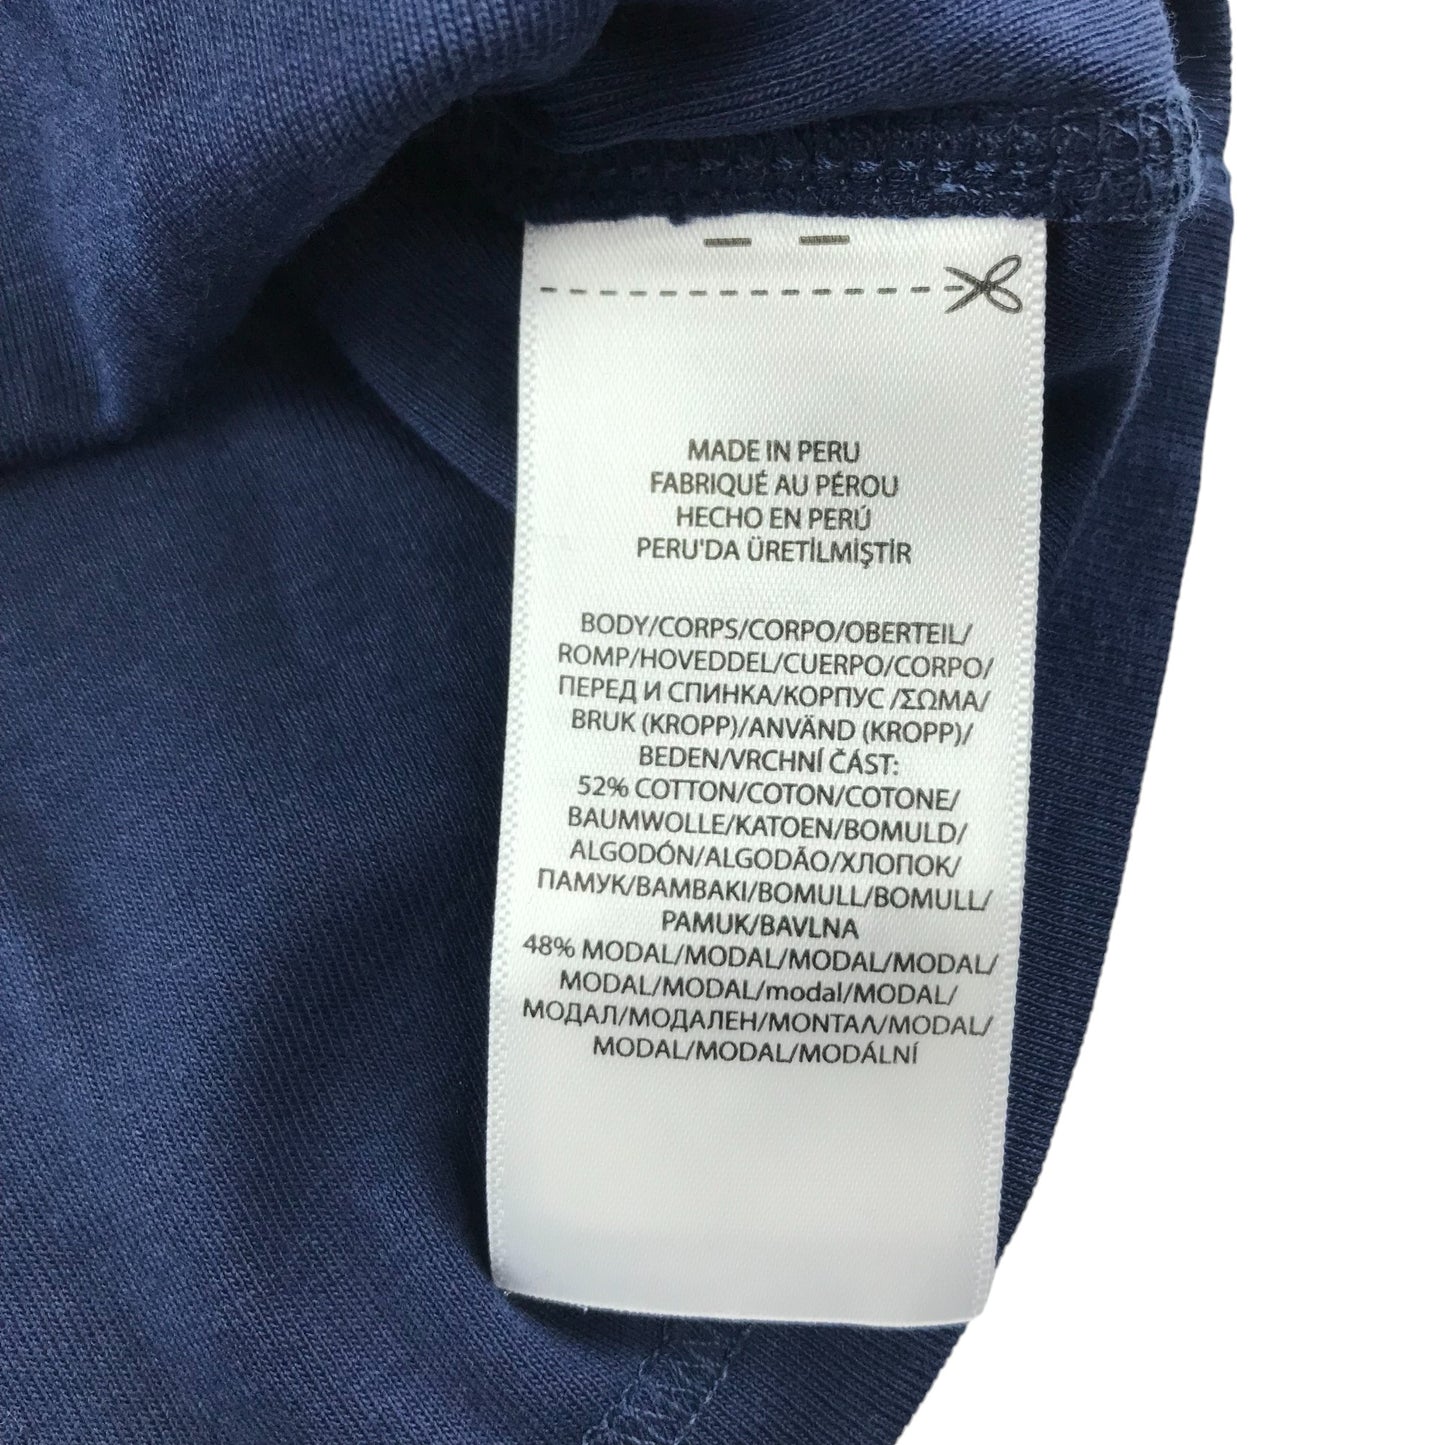 MADE IN PERU
FABRIQUÉ AU PÉROU
HECHO EN PERÚ
PERU'DA ÜRETİLMİŞTİR
BODY/CORPS/CORPO/OBERTEIL/
ROMP/HOVEDDEL/CUERPO/CORPO/
ПЕРЕД И СПИНКА/КОРПУС /ΣΩΜΑ/
BRUK (KROPP)/ANVÄND (KROPP)/
BEDEN/VRCHNÍ ČÁST:
52% COTTON/COTON/COTONE/
BAUMWOLLE/KATOEN/BOMULD/
ALGODÓN/ALGODÃO/ХЛОПОК/
ПАМУК/ΒΑΜΒΑΚΙ/BOMULL/BOMULL/
PAMUK/BAVLNA
48% MODAL/MODAL/MODAL/MODAL/
MODAL/MODAL/modal/MODAL/
МОДАЛ/МОДАЛЕН/ΜΟΝΤΑΛ/MODAL/
MODAL/MODAL/MODÁLNÍ